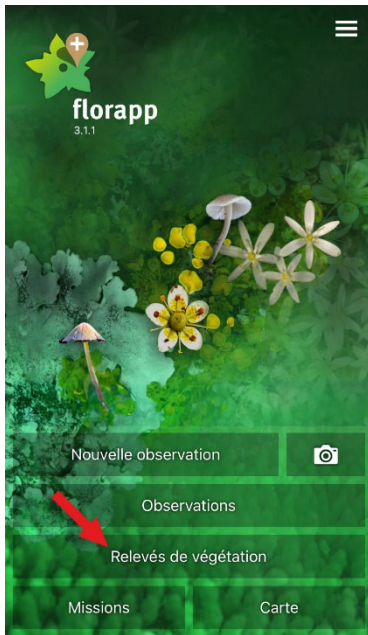 florapp
3.1.1
Nouvelle observation
Observations
Relevés de végétation
Missions
Carte